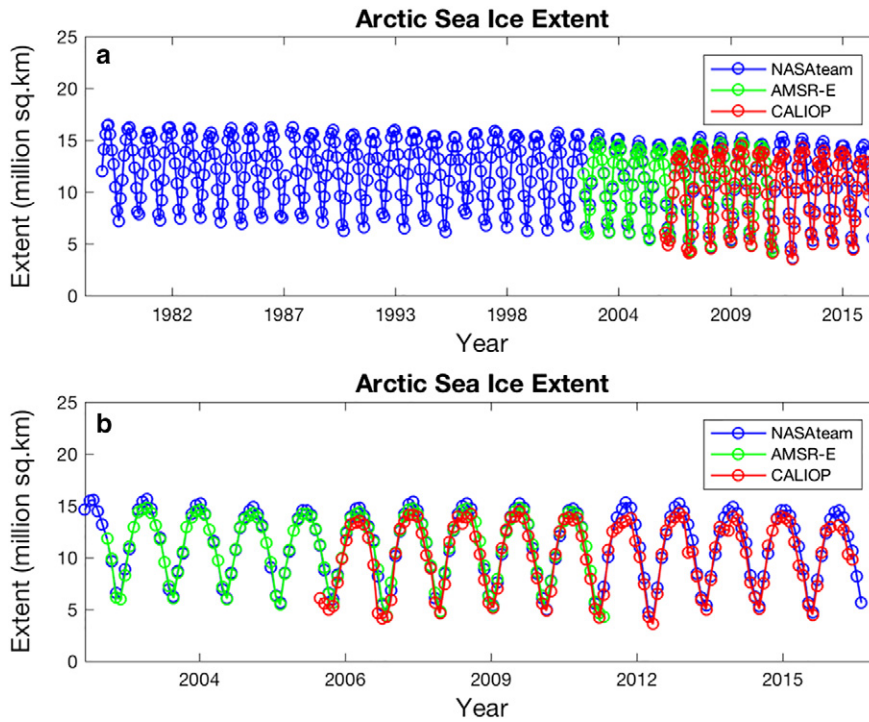 Arctic Sea Ice Extent
a
NASAteam
AMSR-E
CALIOP
25
20
15
10
5
0
Extent (million sq.km)
1982 1987 1993 1998 2004 2009 2015
Year
Arctic Sea Ice Extent
b
NASAteam
AMSR-E
CALIOP
25
20
15
10
5
0
Extent (million sq.km)
2004 2006 2009 2012 2015
Year